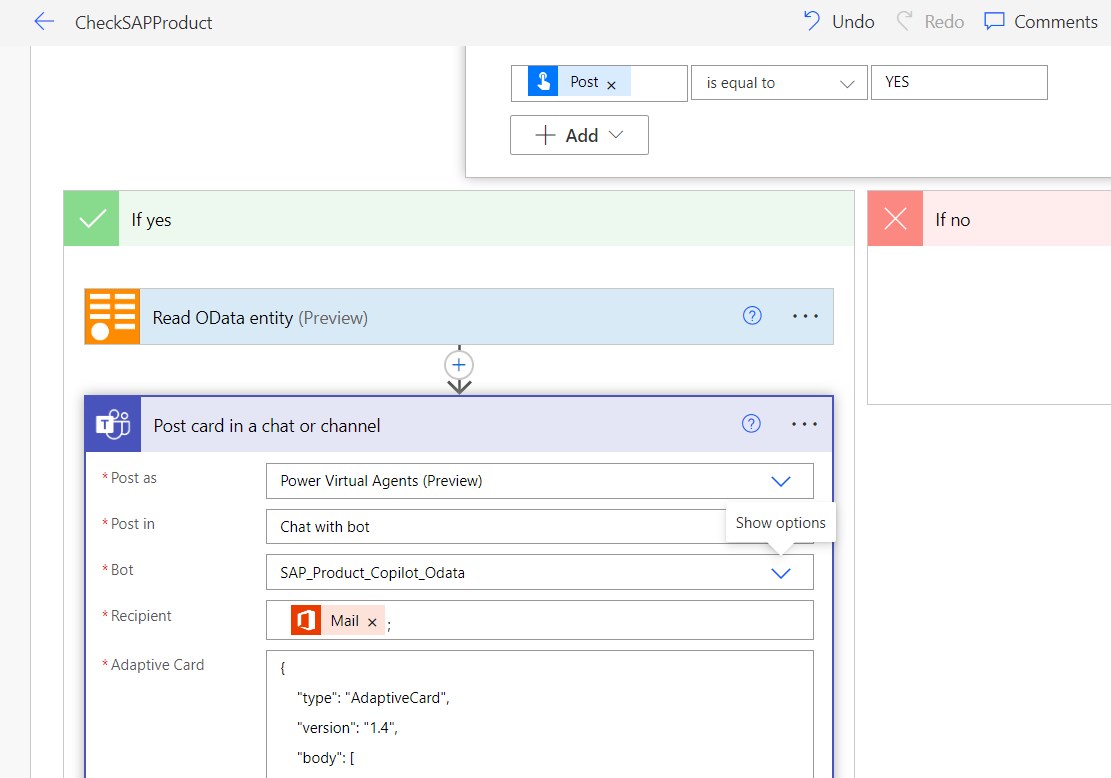 CheckSAPProduct
Undo
Redo
Comments
Post ×
is equal to
YES
+ Add
If yes
If no
Read OData entity (Preview)
?
...
+
T
Post card in a chat or channel
?
...
* Post as
Power Virtual Agents (Preview)
* Post in
Chat with bot
Show options
* Bot
SAP_Product_Copilot_Odata
* Recipient
Mail × ;
* Adaptive Card
{
"type": "AdaptiveCard",
"version": "1.4",
"body": [